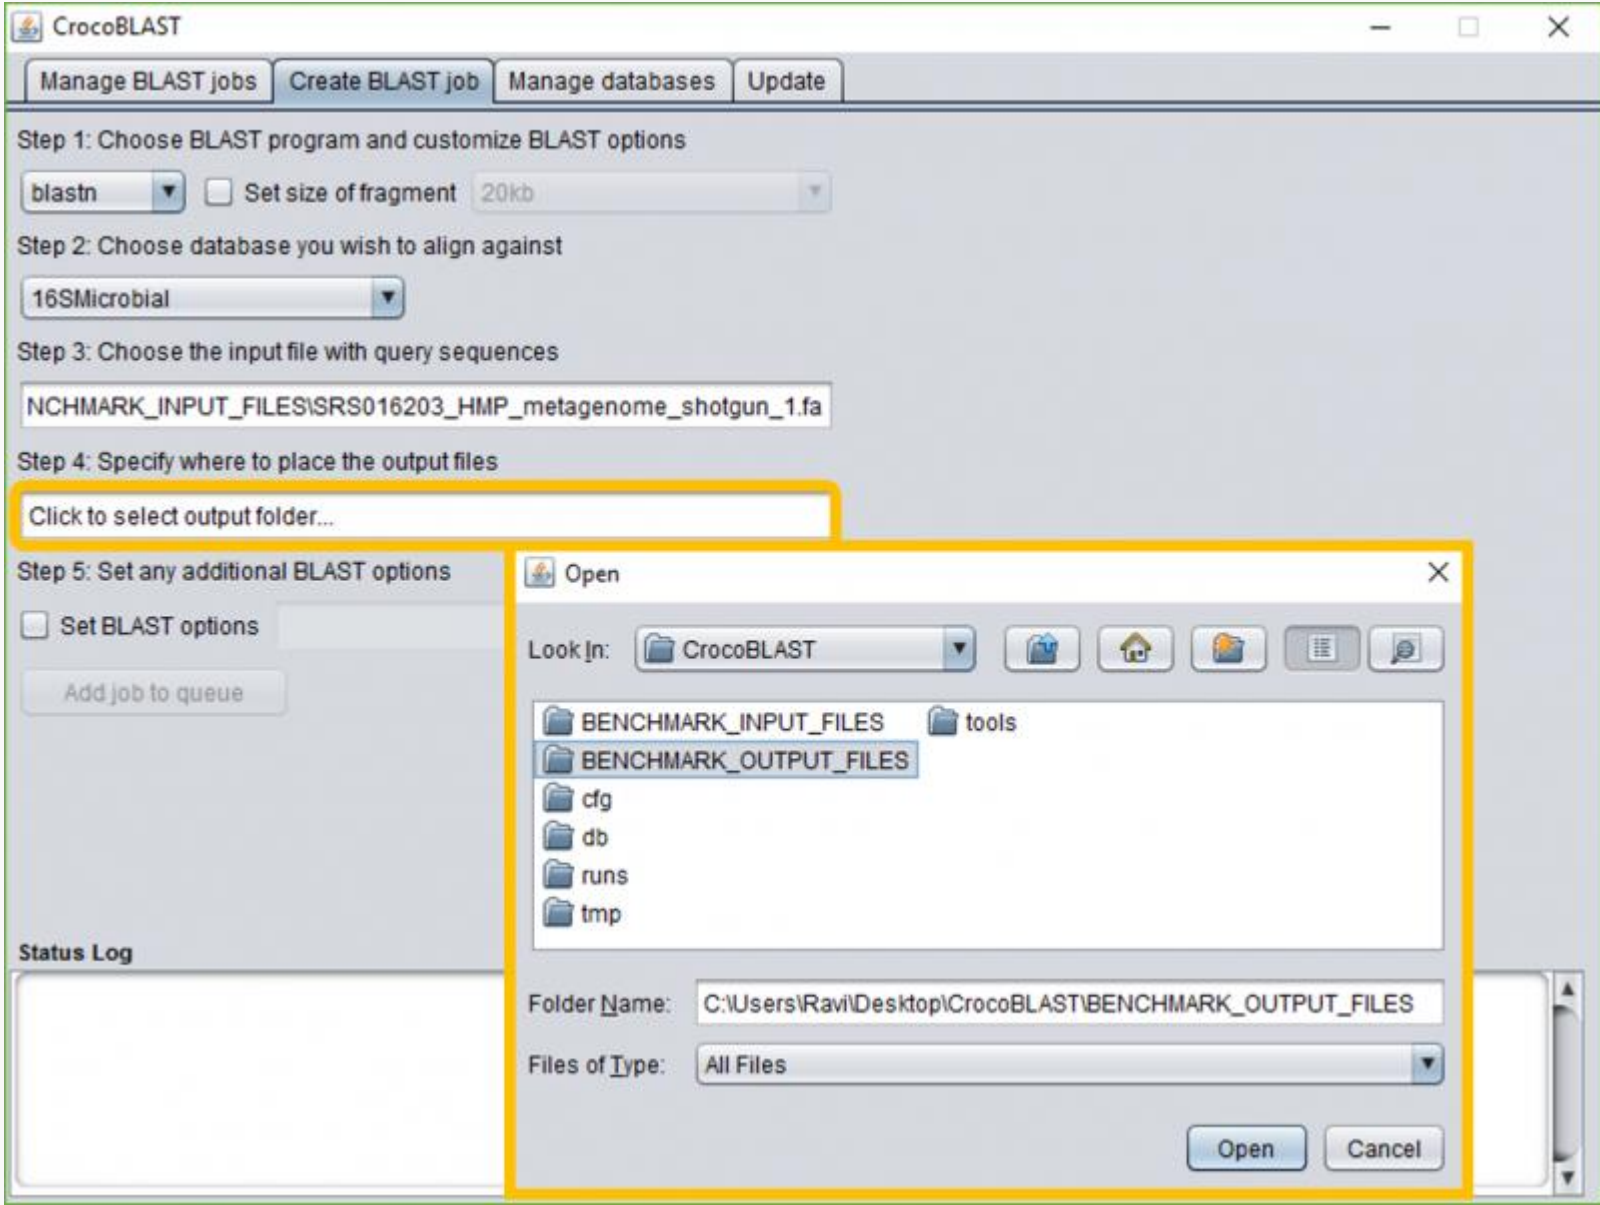 CrocoBLAST
Manage BLAST jobs Create BLAST job Manage databases Update
Step 1: Choose BLAST program and customize BLAST options
blastn Set size of fragment 20kb
Step 2: Choose database you wish to align against
16SMicrobial
Step 3: Choose the input file with query sequences
NCHMARK_INPUT_FILES\SRS016203_HMP_metagenome_shotgun_1.fa
Step 4: Specify where to place the output files
Click to select output folder...
Step 5: Set any additional BLAST options
Set BLAST options
Add job to queue
Status Log
Open
Look In: CrocoBLAST
BENCHMARK_INPUT_FILES tools
BENCHMARK_OUTPUT_FILES
cfg
db
runs
tmp
Folder Name: C:\Users\Ravi\Desktop\CrocoBLAST\BENCHMARK_OUTPUT_FILES
Files of Type: All Files
Open Cancel